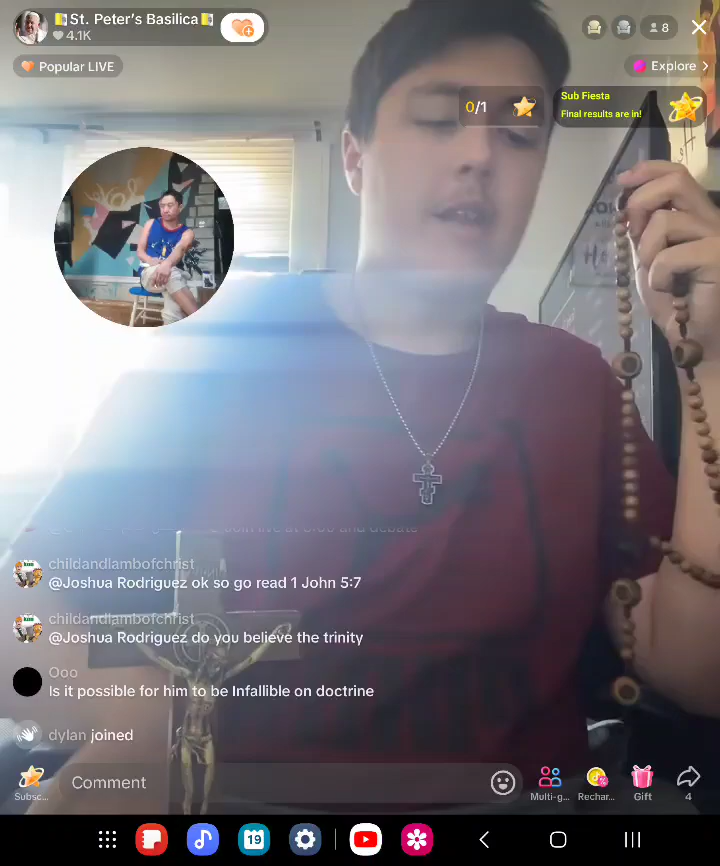 St. Peter's Basilica
4.1K
8
Popular LIVE
Explore
0/1
Sub Fiesta
Final results are in!
childandlambofchrist
@Joshua Rodriguez ok so go read 1 John 5:7
childandlambofchrist
@Joshua Rodriguez do you believe the trinity
Ooo
Is it possible for him to be Infallible on doctrine
dylan joined
Subsc...
Comment
Multi-g...
Rechar...
Gift
4
19